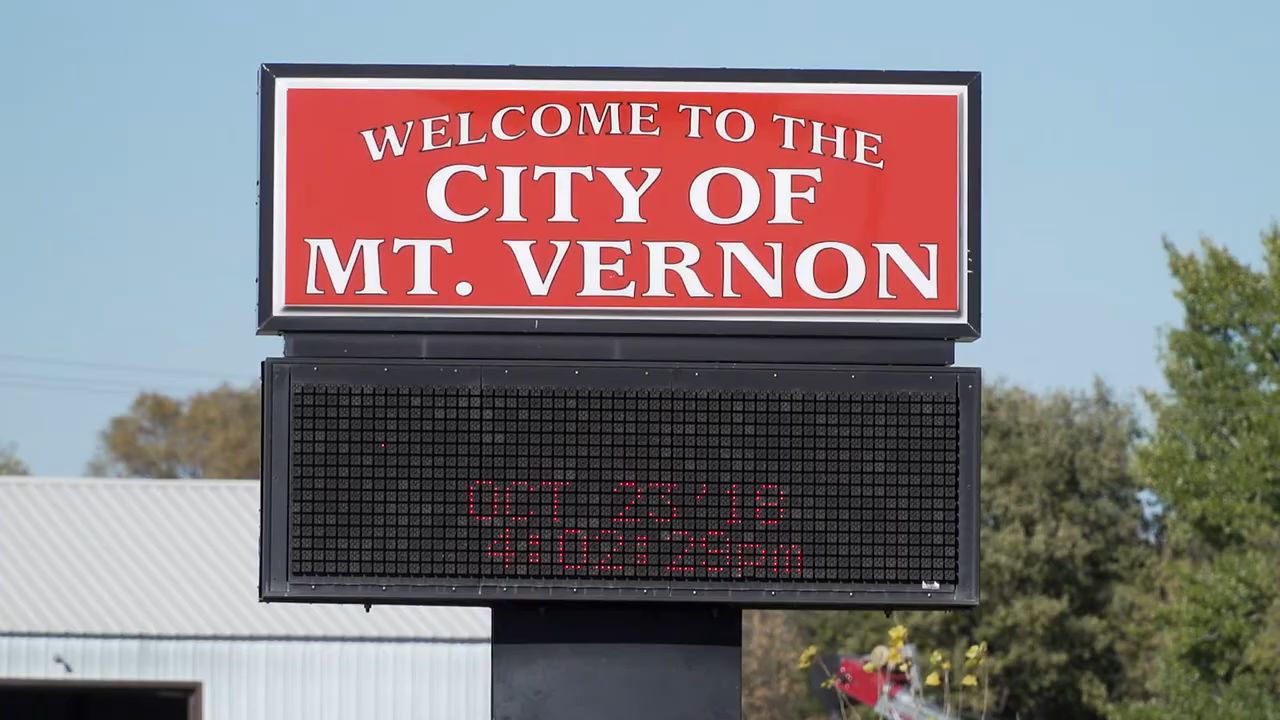 WELCOME TO THE
CITY OF
MT. VERNON
OCT 23'18
4:02:29pm